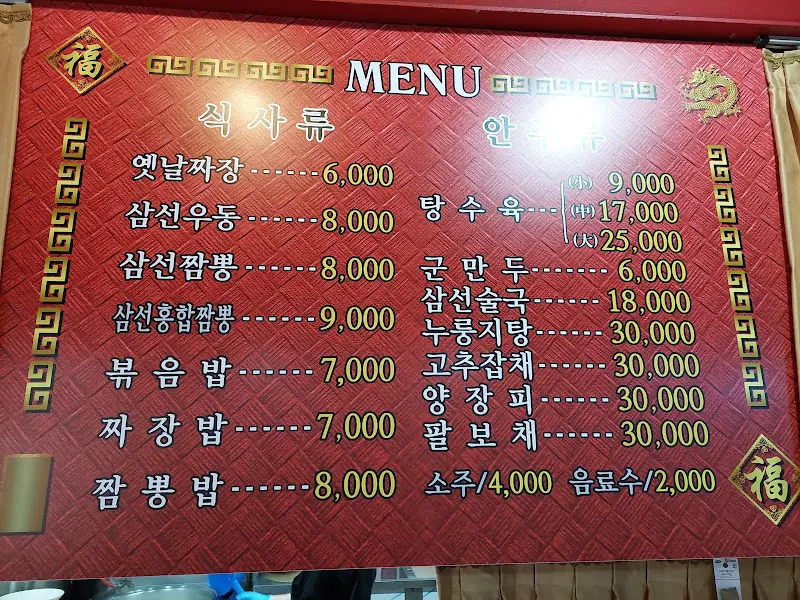 福
MENU
식사류
옛날짜장------6,000
삼선우동------8,000
삼선짬뽕------8,000
삼선홍합짬뽕------9,000
볶음밥------7,000
짜장밥------7,000
짬뽕밥------8,000
안주류
탕수육---(小) 9,000
(中) 17,000
(大) 25,000
군만두-------6,000
삼선술국------18,000
누룽지탕------30,000
고추잡채------30,000
양장피------30,000
팔보채------30,000
소주/4,000 음료수/2,000
福